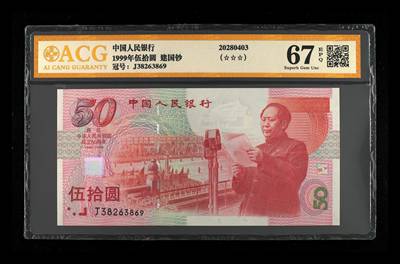 ACG
AI CANG GUARANTY
中国人民银行
1999年伍拾圆 建国钞
冠号：J38263869
20280403
(☆☆☆)
67 EPQ
Superb Gem Unc
50
中国人民银行
伍拾圆
J38263869
50